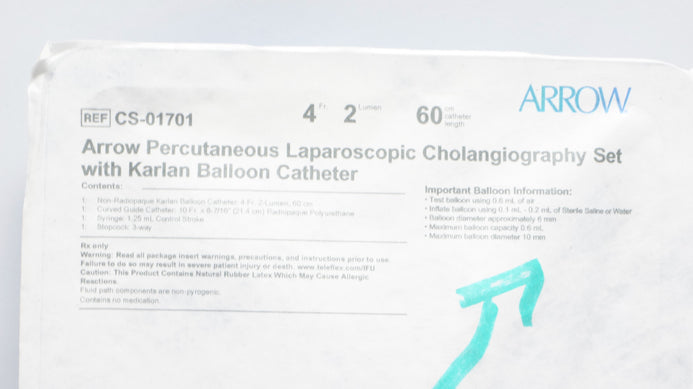 ARROW
REF CS-01701
4 Fr. 2 Lumen 60 cm catheter length
Arrow Percutaneous Laparoscopic Cholangiography Set
with Karlan Balloon Catheter
Contents:
1: Non-Radiopaque Karlan Balloon Catheter: 4 Fr. 2-Lumen, 60 cm
1: Curved Guide Catheter: 10 Fr. x 8-7/16" (21.4 cm) Radiopaque Polyurethane
1: Syringe: 1.25 mL Control Stroke
1: Stopcock: 3-way
Rx only
Warning: Read all package insert warnings, precautions, and instructions prior to use.
Failure to do so may result in severe patient injury or death. www.teleflex.com/IFU
Caution: This Product Contains Natural Rubber Latex Which May Cause Allergic
Reactions.
Fluid path components are non-pyrogenic.
Contains no medication.
Important Balloon Information:
• Test balloon using 0.6 mL of air
• Inflate balloon using 0.1 mL - 0.2 mL of Sterile Saline or Water
• Balloon diameter approximately 6 mm
• Maximum balloon capacity 0.6 mL
• Maximum balloon diameter 10 mm